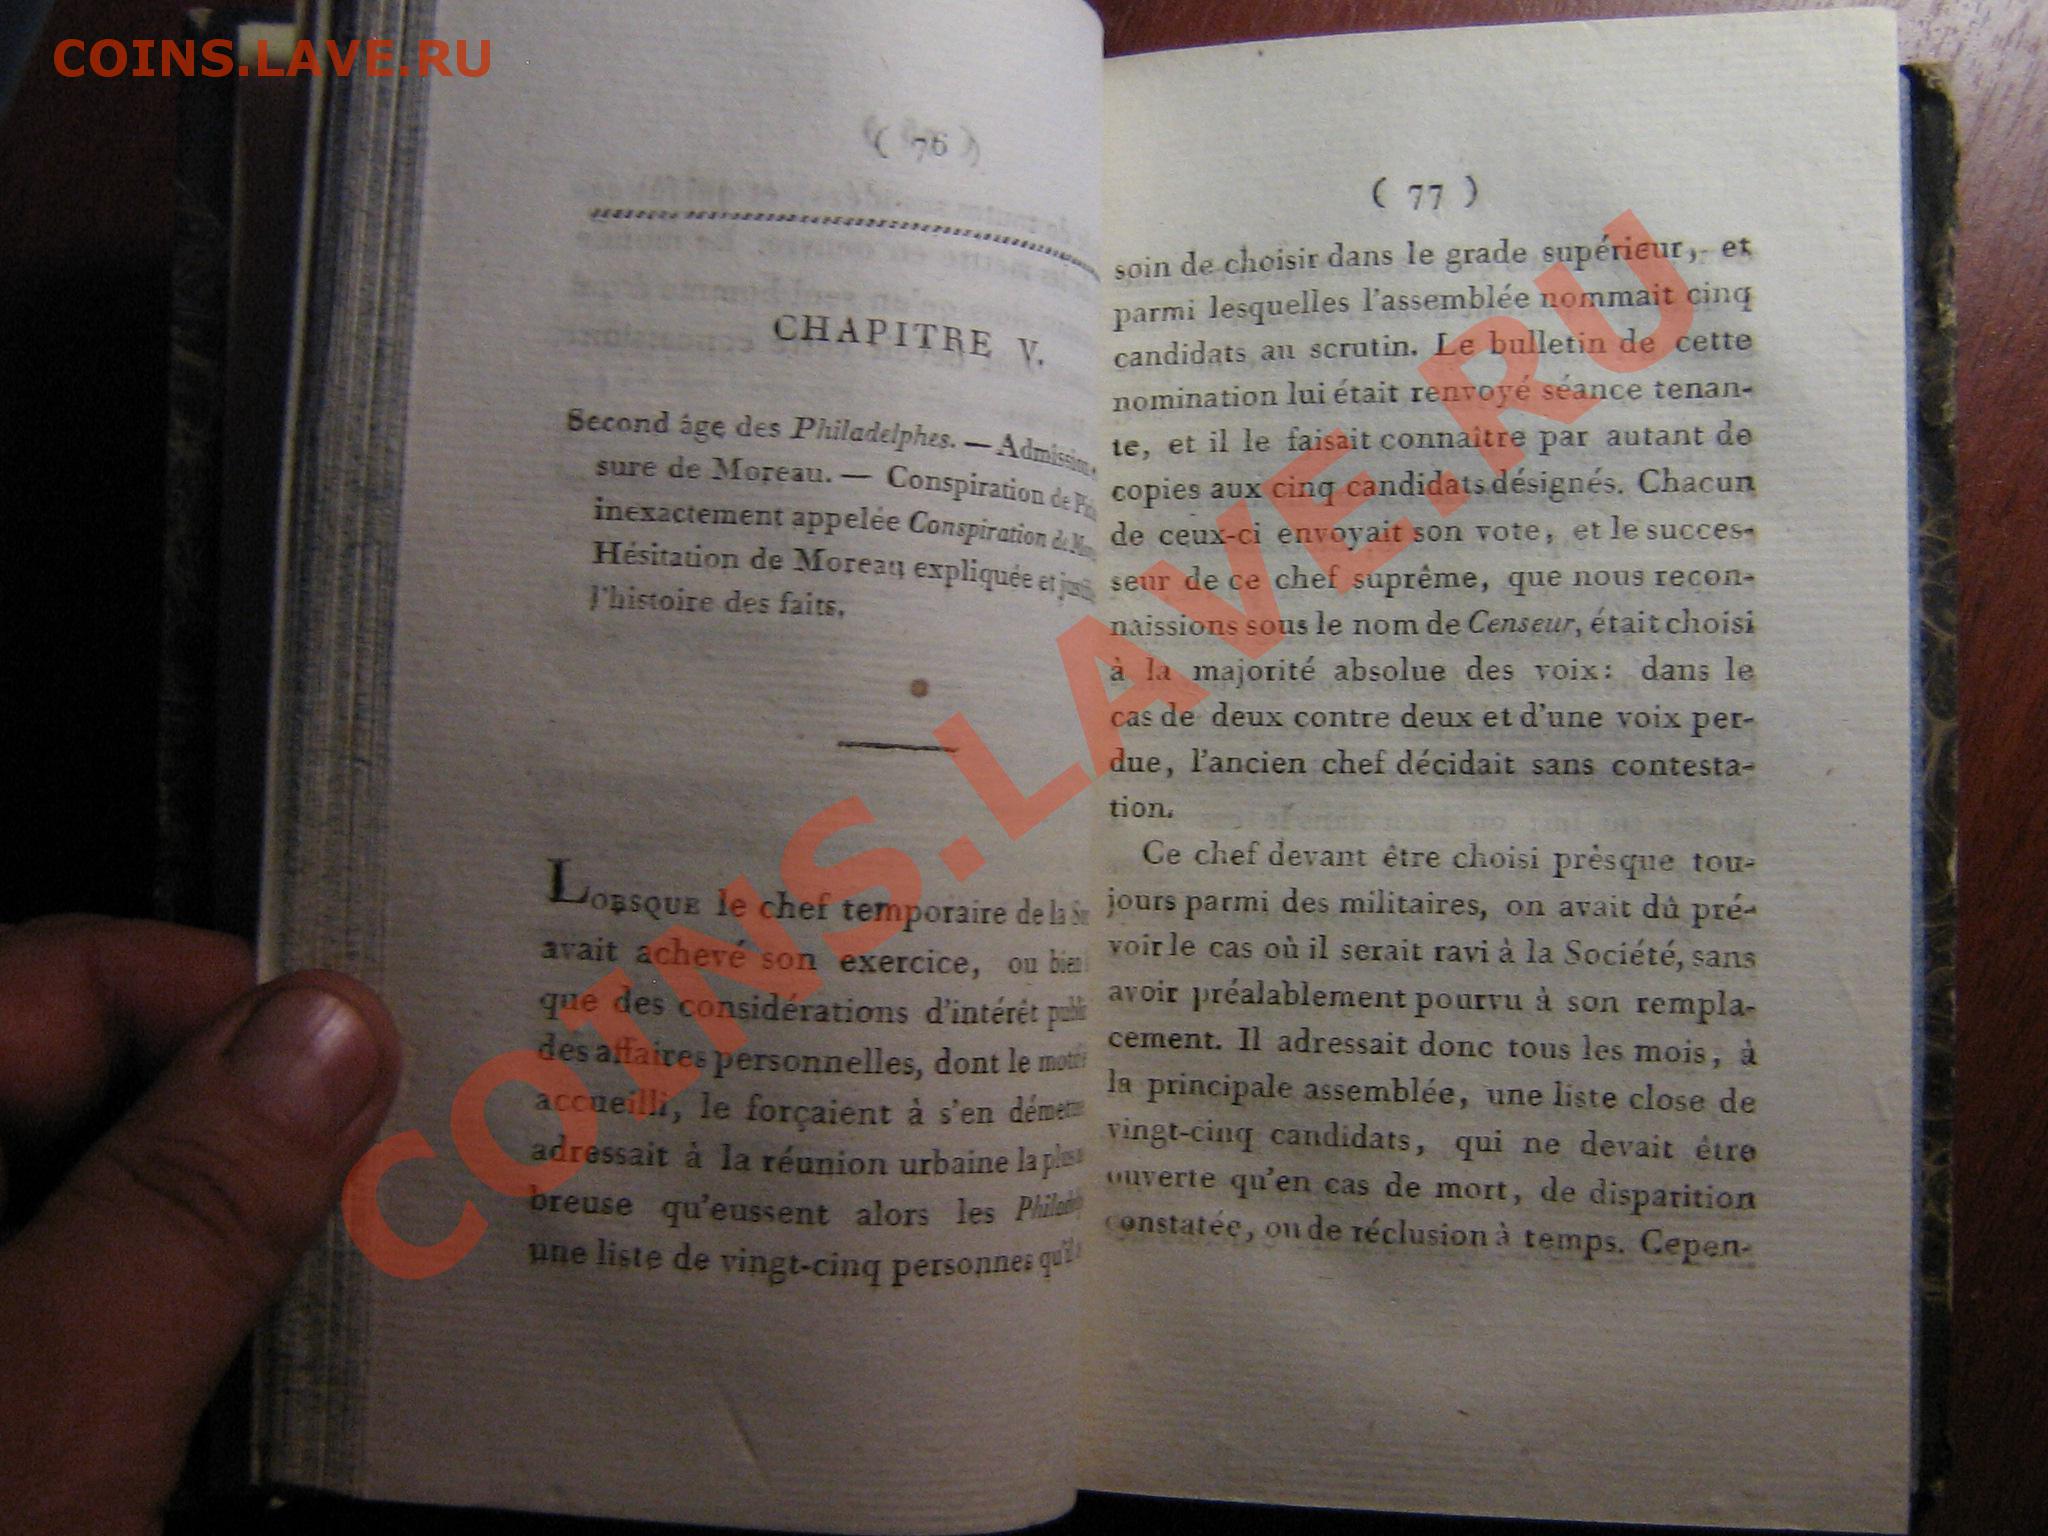 COINS.LAVE.RU
( 76 )
CHAPITRE V.
Second âge des Philadelphes. — Admission
sure de Moreau. — Conspiration de
inexactement appelée Conspiration de
Hésitation de Moreau expliquée et
l'histoire des faits.
LORSQUE le chef temporaire de la
avait achevé son exercice, ou bien
que des considérations d'intérêt
des affaires personnelles, dont le
accueilli, le forçaient à s'en
adressait à la réunion urbaine la plus
breuse qu'eussent alors les
une liste de vingt-cinq personnes qu'il
( 77 )
soin de choisir dans le grade supérieur, et
parmi lesquelles l'assemblée nommait cinq
candidats au scrutin. Le bulletin de cette
nomination lui était renvoyé séance tenan-
te, et il le faisait connaître par autant de
copies aux cinq candidats désignés. Chacun
de ceux-ci envoyait son vote, et le succes-
seur de ce chef suprême, que nous recon-
naissions sous le nom de Censeur, était choisi
à la majorité absolue des voix: dans le
cas de deux contre deux et d'une voix per-
due, l'ancien chef décidait sans contesta-
tion.
Ce chef devant être choisi presque tou-
jours parmi des militaires, on avait dû pré-
voir le cas où il serait ravi à la Société, sans
avoir préalablement pourvu à son rempla-
cement. Il adressait donc tous les mois, à
la principale assemblée, une liste close de
vingt-cinq candidats, qui ne devait être
ouverte qu'en cas de mort, de disparition
constatée, ou de réclusion à temps. Cepen-
COINS.LAVE.RU